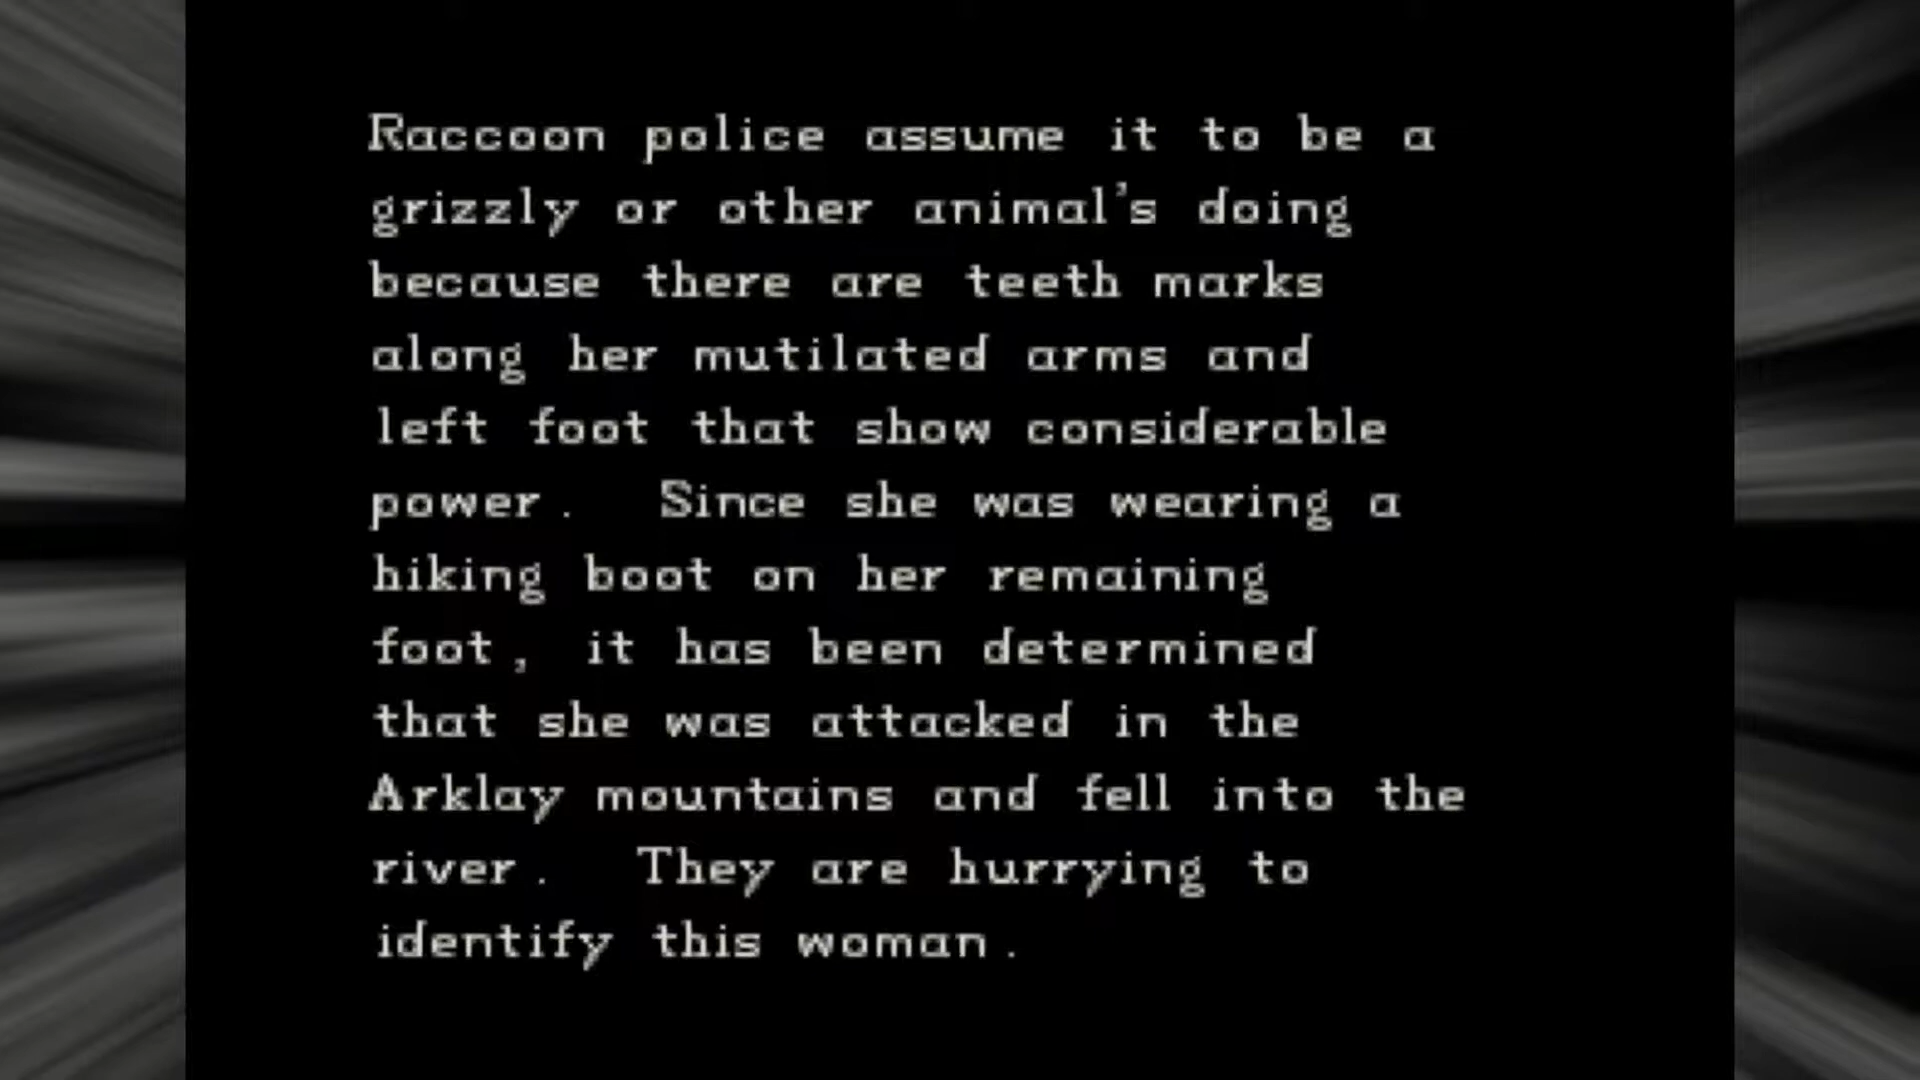 Raccoon police assume it to be a
grizzly or other animal's doing
because there are teeth marks
along her mutilated arms and
left foot that show considerable
power. Since she was wearing a
hiking boot on her remaining
foot, it has been determined
that she was attacked in the
Arklay mountains and fell into the
river. They are hurrying to
identify this woman.